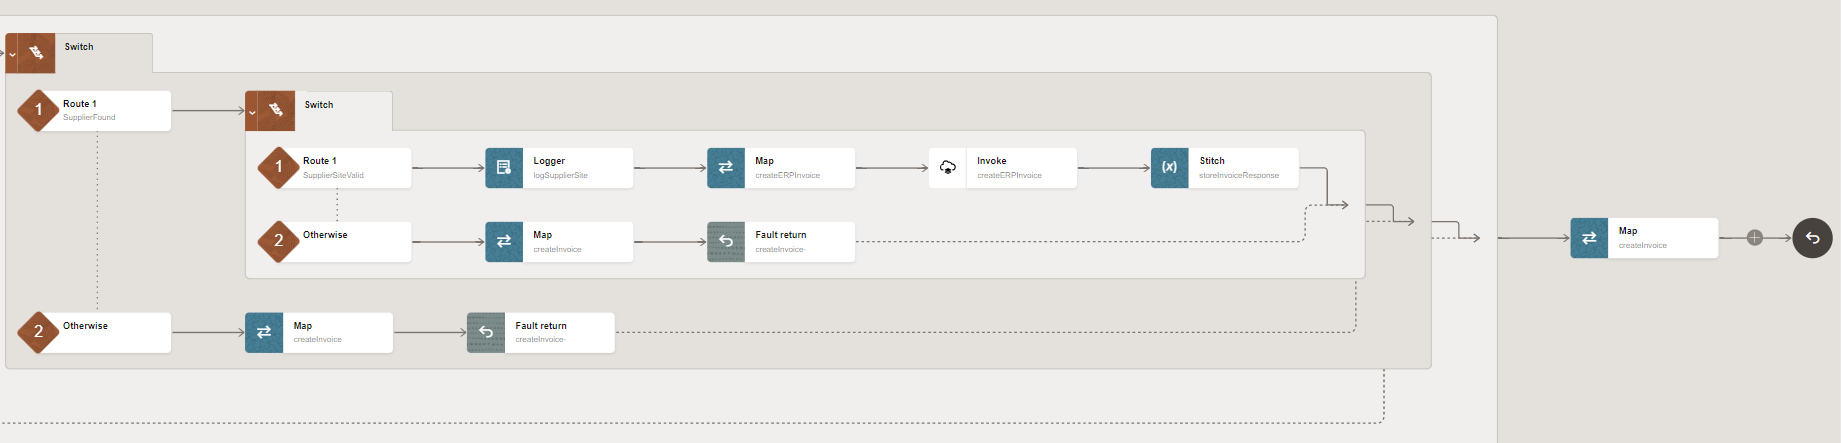 Switch
1
Route 1
SupplierFound
Switch
1
Route 1
SupplierSiteValid
Logger
logSupplierSite
Map
createERPInvoice
Invoke
createERPInvoice
(x)
Stitch
storeInvoiceResponse
2
Otherwise
Map
createInvoice
Fault return
createInvoice-
Map
createInvoice
2
Otherwise
Map
createInvoice
Fault return
createInvoice-